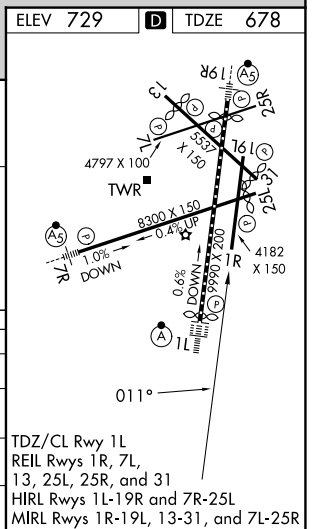 ELEV 729 D TDZE 678
A5
19R
13
P
P
25R
P
7L
5537 X 150
19L
P
4797 X 100
TWR
31
25L
8300 X 150
A5
P
0.4% UP
1.0% DOWN
7R
P
1R
4182 X 150
9990 X 200
0.6% DOWN
P
A
1L
011°
TDZ/CL Rwy 1L
REIL Rwys 1R, 7L,
13, 25L, 25R, and 31
HIRL Rwys 1L-19R and 7R-25L
MIRL Rwys 1R-19L, 13-31, and 7L-25R